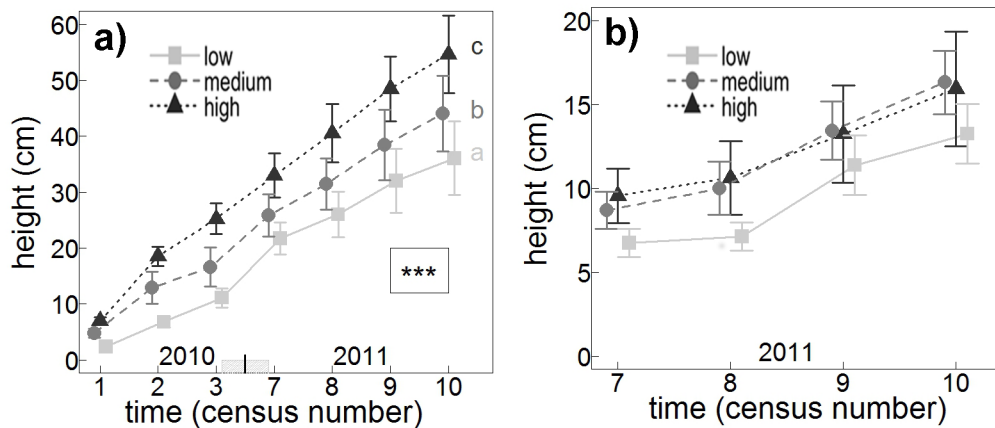 a)
low
medium
high
c
b
a
***
height (cm)
60
50
40
30
20
10
0
2010
2011
1 2 3 7 8 9 10
time (census number)
b)
low
medium
high
height (cm)
20
15
10
5
0
2011
7 8 9 10
time (census number)